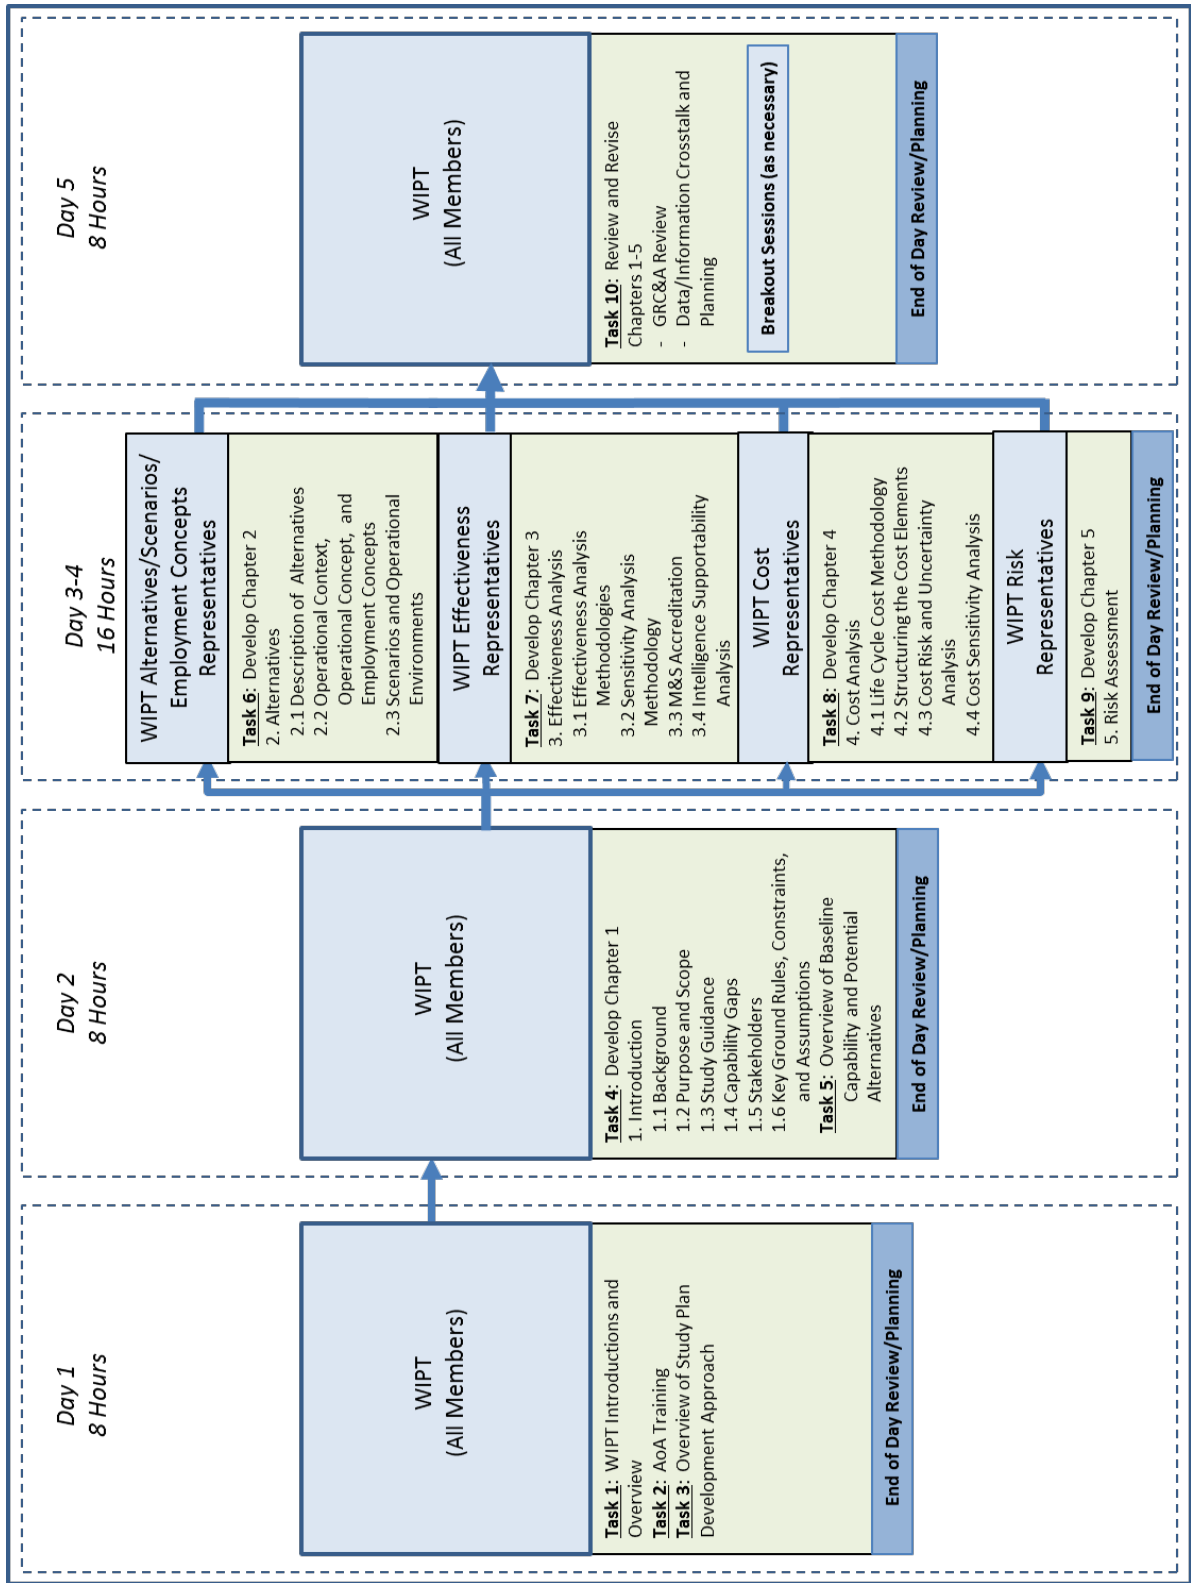 Day 1
8 Hours
WIPT
(All Members)
Task 1: WIPT Introductions and
Overview
Task 2: AoA Training
Task 3: Overview of Study Plan
Development Approach
End of Day Review/Planning
Day 2
8 Hours
WIPT
(All Members)
Task 4: Develop Chapter 1
1. Introduction
1.1 Background
1.2 Purpose and Scope
1.3 Study Guidance
1.4 Capability Gaps
1.5 Stakeholders
1.6 Key Ground Rules, Constraints,
and Assumptions
Task 5: Overview of Baseline
Capability and Potential
Alternatives
End of Day Review/Planning
Day 3-4
16 Hours
WIPT Alternatives/Scenarios/
Employment Concepts
Representatives
Task 6: Develop Chapter 2
2. Alternatives
2.1 Description of Alternatives
2.2 Operational Context,
Operational Concept, and
Employment Concepts
2.3 Scenarios and Operational
Environments
WIPT Effectiveness
Representatives
Task 7: Develop Chapter 3
3. Effectiveness Analysis
3.1 Effectiveness Analysis
Methodologies
3.2 Sensitivity Analysis
Methodology
3.3 M&S Accreditation
3.4 Intelligence Supportability
Analysis
WIPT Cost
Representatives
Task 8: Develop Chapter 4
4. Cost Analysis
4.1 Life Cycle Cost Methodology
4.2 Structuring the Cost Elements
4.3 Cost Risk and Uncertainty
Analysis
4.4 Cost Sensitivity Analysis
WIPT Risk
Representatives
Task 9: Develop Chapter 5
5. Risk Assessment
End of Day Review/Planning
Day 5
8 Hours
WIPT
(All Members)
Task 10: Review and Revise
Chapters 1-5
- GRC&A Review
- Data/Information Crosstalk and
Planning
Breakout Sessions (as necessary)
End of Day Review/Planning